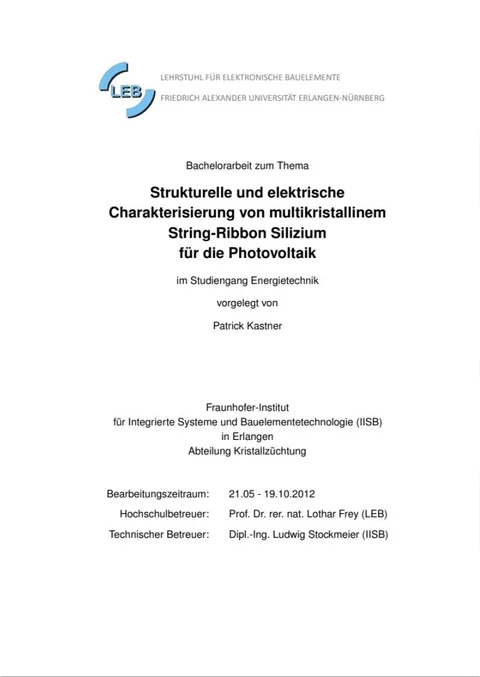 LEB
LEHRSTUHL FÜR ELEKTRONISCHE BAUELEMENTE
FRIEDRICH ALEXANDER UNIVERSITÄT ERLANGEN-NÜRNBERG
Bachelorarbeit zum Thema
Strukturelle und elektrische
Charakterisierung von multikristallinem
String-Ribbon Silizium
für die Photovoltaik
im Studiengang Energietechnik
vorgelegt von
Patrick Kastner
Fraunhofer-Institut
für Integrierte Systeme und Bauelementetechnologie (IISB)
in Erlangen
Abteilung Kristallzüchtung
Bearbeitungszeitraum: 21.05 - 19.10.2012
Hochschulbetreuer: Prof. Dr. rer. nat. Lothar Frey (LEB)
Technischer Betreuer: Dipl.-Ing. Ludwig Stockmeier (IISB)